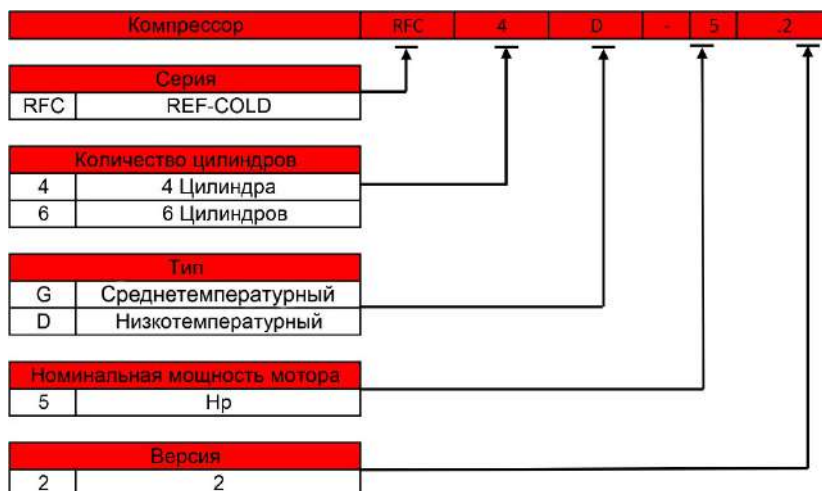 Компрессор RFC 4 D - 5 .2
Серия
RFC REF-COLD
Количество цилиндров
4 4 Цилиндра
6 6 Цилиндров
Тип
G Среднетемпературный
D Низкотемпературный
Номинальная мощность мотора
5 Hp
Версия
2 2